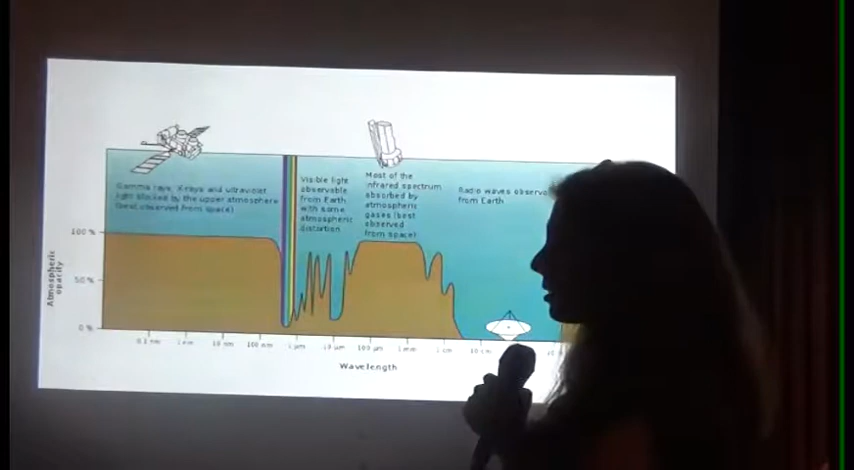 Gamma rays, X-rays and ultraviolet
light blocked by the upper atmosphere
(best observed from space)
Visible light
observable
from Earth
with some
atmospheric
distortion
Most of the
infrared spectrum
absorbed by
atmospheric
gases (best
observed
from space)
Radio waves observa
from Earth
Atmospheric
opacity
100 %
50 %
0 %
0.1 nm 1 nm 10 nm 100 nm 1 μm 10 μm 100 μm 1 mm 1 cm 10 cm
Wavelength